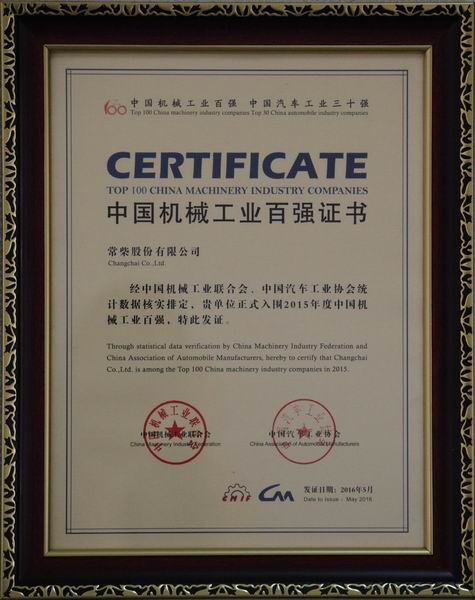 100 中国机械工业百强 中国汽车工业三十强
Top 100 China machinery industry companies Top 30 China automobile industry companies
CERTIFICATE
TOP 100 CHINA MACHINERY INDUSTRY COMPANIES
中国机械工业百强证书
常柴股份有限公司
Changchai Co.,Ltd.
经中国机械工业联合会、中国汽车工业协会统
计数据核实排定，贵单位正式入围2015年度中国机
械工业百强，特此发证。
Through statistical data verification by China Machinery Industry Federation and
China Association of Automobile Manufacturers, hereby to certify that Changchai
Co.,Ltd. is among the Top 100 China machinery industry companies in 2015.
中国机械工业联合会
China Machinery Industry Federation
中国汽车工业协会
China Association of Automobile Manufacturers
CMIF
发证日期：2016年5月
Date to Issue：May 2016